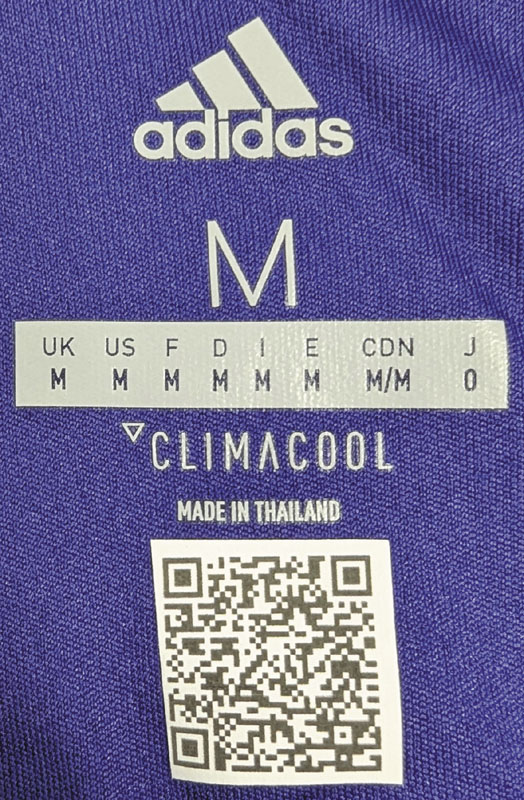 adidas
M
UK US F D I E CDN J
M M M M M M M/M O
CLIMACOOL
MADE IN THAILAND